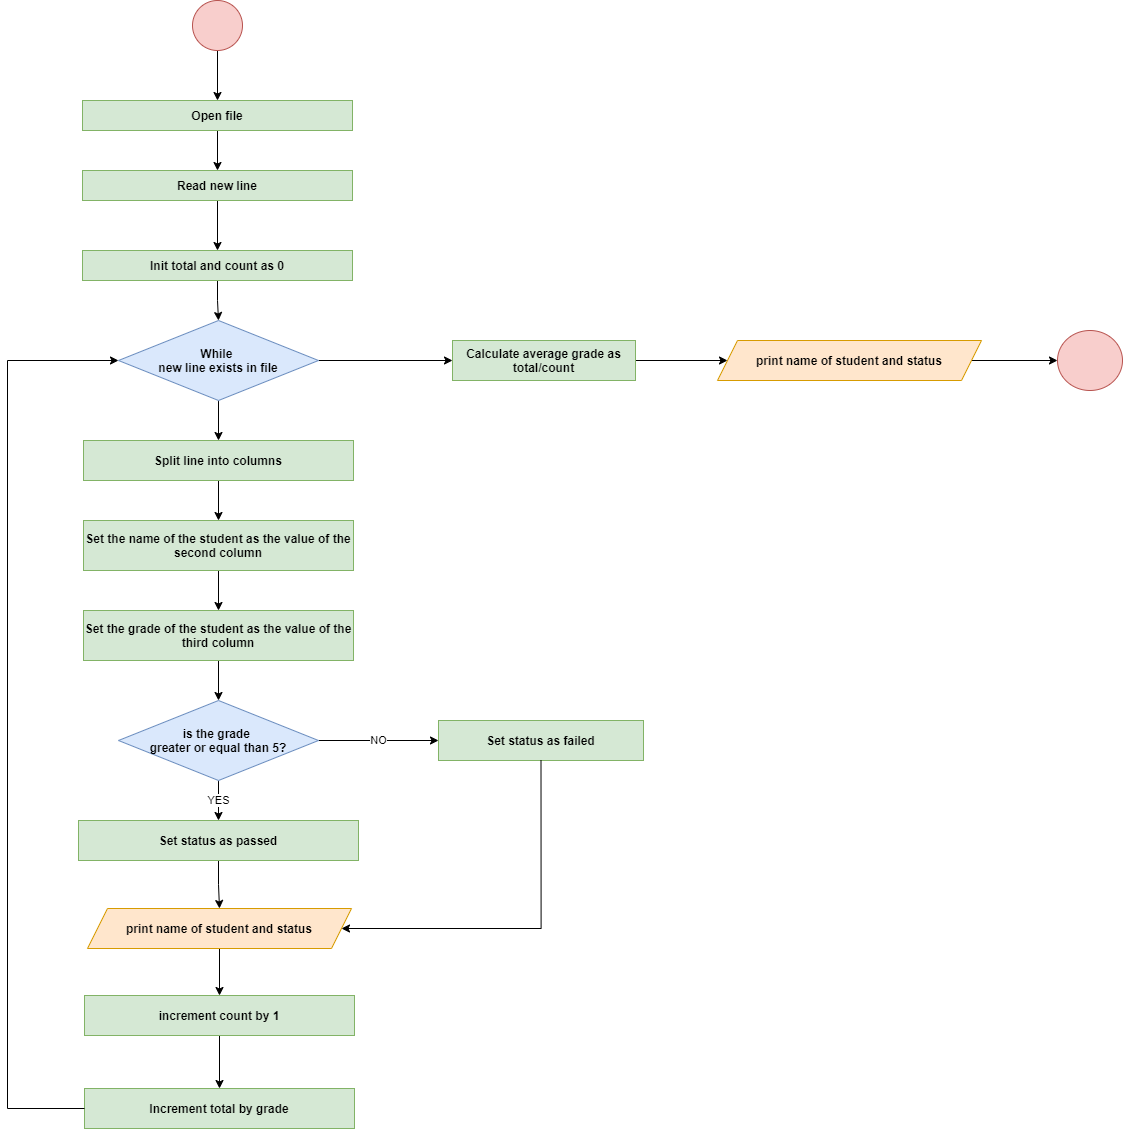 Open file
Read new line
Init total and count as 0
While
new line exists in file
Calculate average grade as
total/count
print name of student and status
Split line into columns
Set the name of the student as the value of the
second column
Set the grade of the student as the value of the
third column
is the grade
greater or equal than 5?
NO
Set status as failed
YES
Set status as passed
print name of student and status
increment count by 1
Increment total by grade